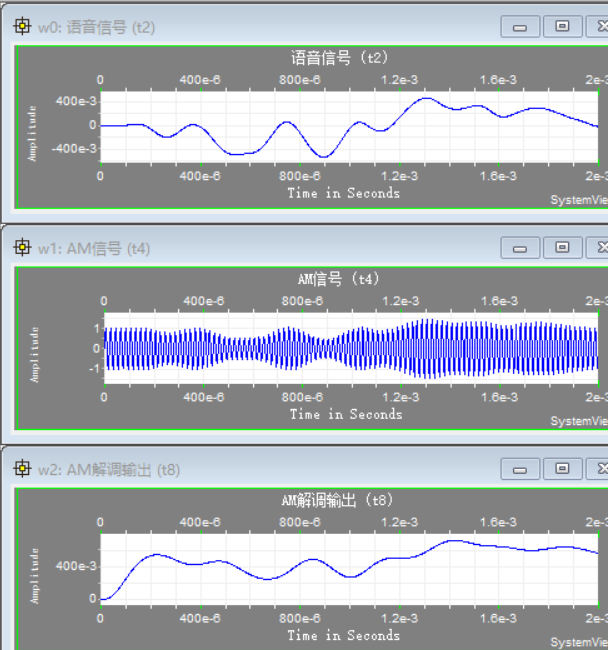 w0: 语音信号 (t2)
语音信号 (t2)
0 400e-6 800e-6 1.2e-3 1.6e-3 2e-3
Amplitude
400e-3
0
-400e-3
0 400e-6 800e-6 1.2e-3 1.6e-3 2e-3
Time in Seconds
SystemVie
w1: AM信号 (t4)
AM信号 (t4)
0 400e-6 800e-6 1.2e-3 1.6e-3 2e-3
Amplitude
1
0
-1
0 400e-6 800e-6 1.2e-3 1.6e-3 2e-3
Time in Seconds
SystemVie
w2: AM解调输出 (t8)
AM解调输出 (t8)
0 400e-6 800e-6 1.2e-3 1.6e-3 2e-3
Amplitude
400e-3
0
0 400e-6 800e-6 1.2e-3 1.6e-3 2e-3
Time in Seconds
SystemVie